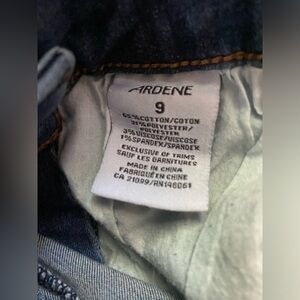 ARDENE
9
65%COTTON/COTON
31%POLYESTER/
POLYESTER
3%VISCOSE/VISCOSE
1%SPANDEX/SPANDEX
EXCLUSIVE OF TRIMS
SAUF LES GARNITURES
MADE IN CHINA
FABRIQUÉ EN CHINE
CA 21099/RN146061